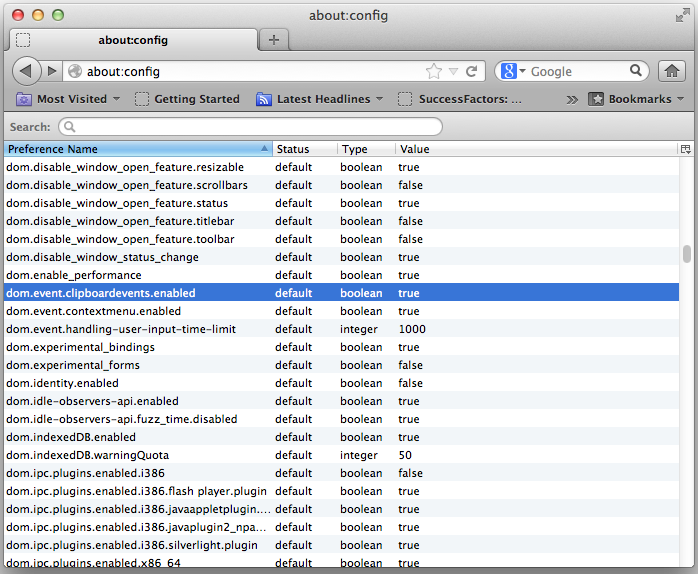 about:config
about:config
about:config
Google
Most Visited Getting Started Latest Headlines SuccessFactors: ... Bookmarks
Search:
Preference Name Status Type Value
dom.disable_window_open_feature.resizable default boolean true
dom.disable_window_open_feature.scrollbars default boolean false
dom.disable_window_open_feature.status default boolean true
dom.disable_window_open_feature.titlebar default boolean false
dom.disable_window_open_feature.toolbar default boolean false
dom.disable_window_status_change default boolean true
dom.enable_performance default boolean true
dom.event.clipboardevents.enabled default boolean true
dom.event.contextmenu.enabled default boolean true
dom.event.handling-user-input-time-limit default integer 1000
dom.experimental_bindings default boolean true
dom.experimental_forms default boolean false
dom.identity.enabled default boolean false
dom.idle-observers-api.enabled default boolean true
dom.idle-observers-api.fuzz_time.disabled default boolean true
dom.indexedDB.enabled default boolean true
dom.indexedDB.warningQuota default integer 50
dom.ipc.plugins.enabled.i386 default boolean false
dom.ipc.plugins.enabled.i386.flash player.plugin default boolean true
dom.ipc.plugins.enabled.i386.javaappletplugin.... default boolean true
dom.ipc.plugins.enabled.i386.javaplugin2_npa... default boolean true
dom.ipc.plugins.enabled.i386.silverlight.plugin default boolean true
dom.ipc.plugins.enabled.x86_64 default boolean true